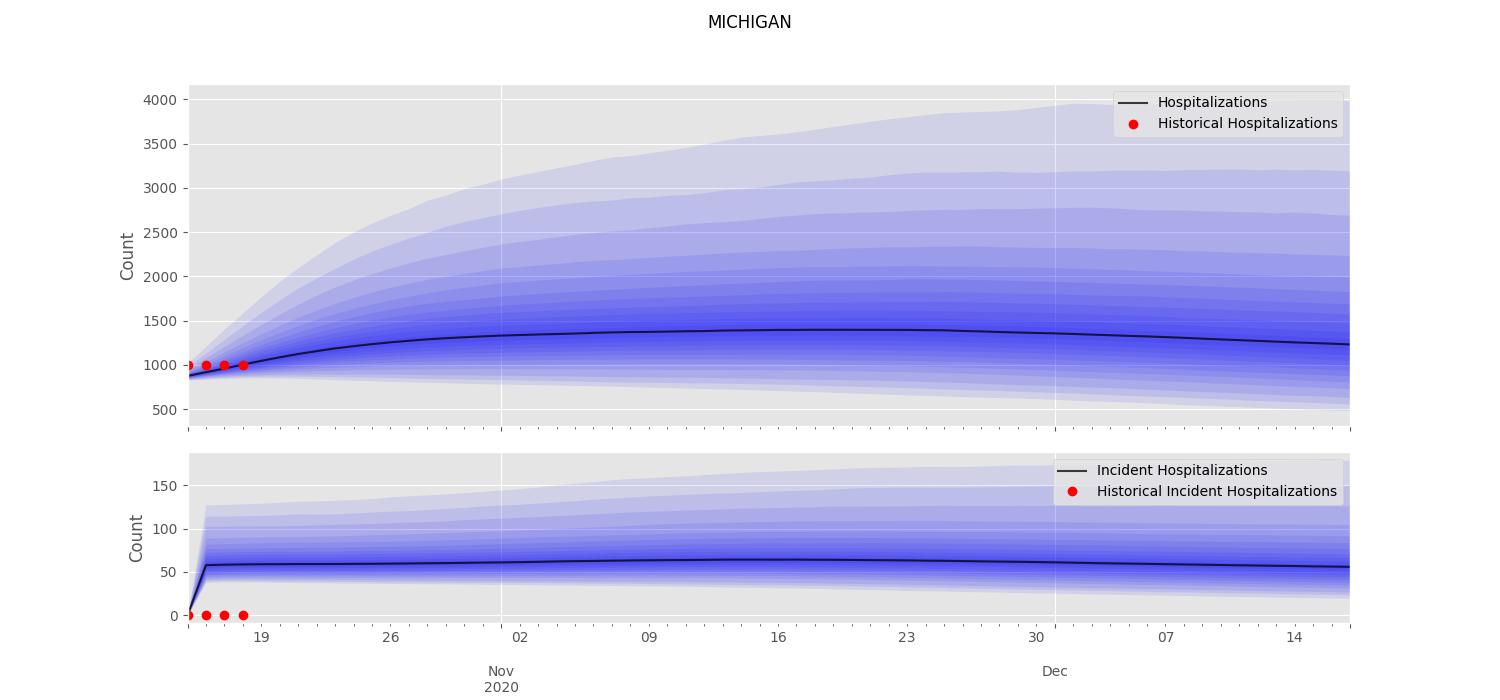 MICHIGAN
Hospitalizations
Historical Hospitalizations
4000
3500
3000
2500
2000
1500
1000
500
Count
Incident Hospitalizations
Historical Incident Hospitalizations
150
100
50
0
Count
19 26 02 09 16 23 30 07 14
Nov Dec
2020